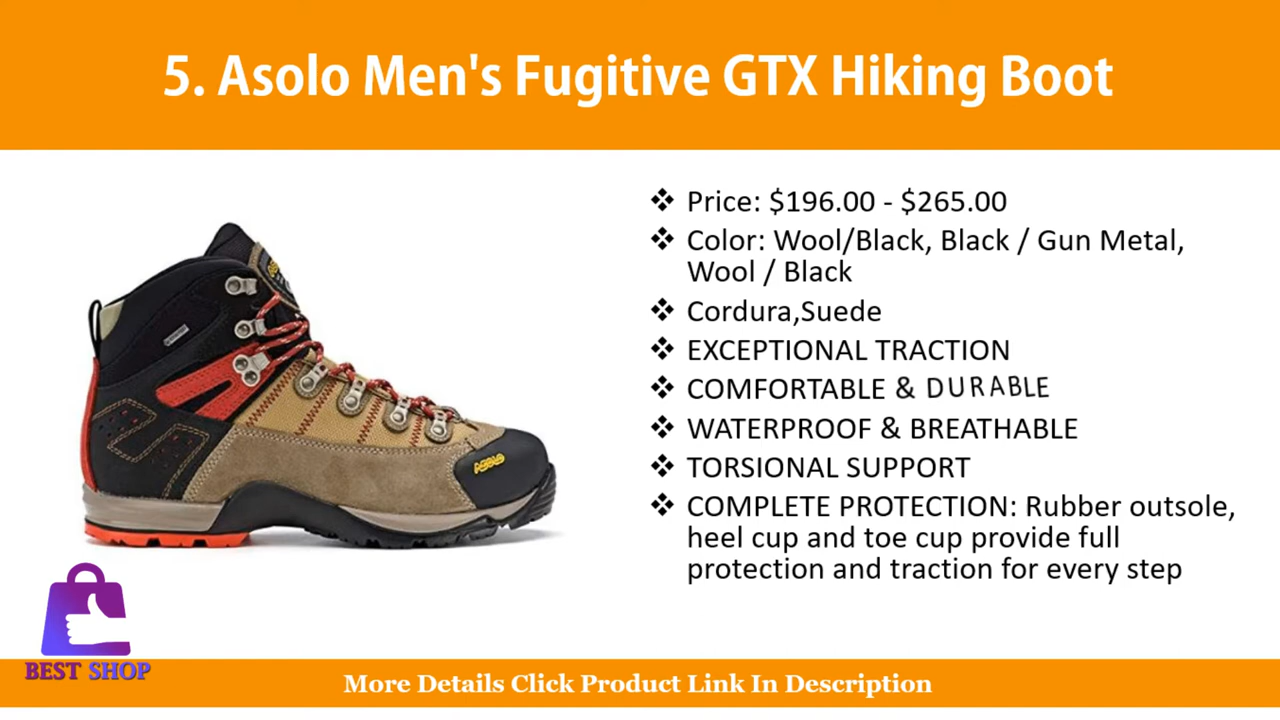 5. Asolo Men's Fugitive GTX Hiking Boot
❖ Price: $196.00 - $265.00
❖ Color: Wool/Black, Black / Gun Metal,
Wool / Black
❖ Cordura,Suede
❖ EXCEPTIONAL TRACTION
❖ COMFORTABLE & DURABLE
❖ WATERPROOF & BREATHABLE
❖ TORSIONAL SUPPORT
❖ COMPLETE PROTECTION: Rubber outsole,
heel cup and toe cup provide full
protection and traction for every step
ASOLO
BEST SHOP
More Details Click Product Link In Description